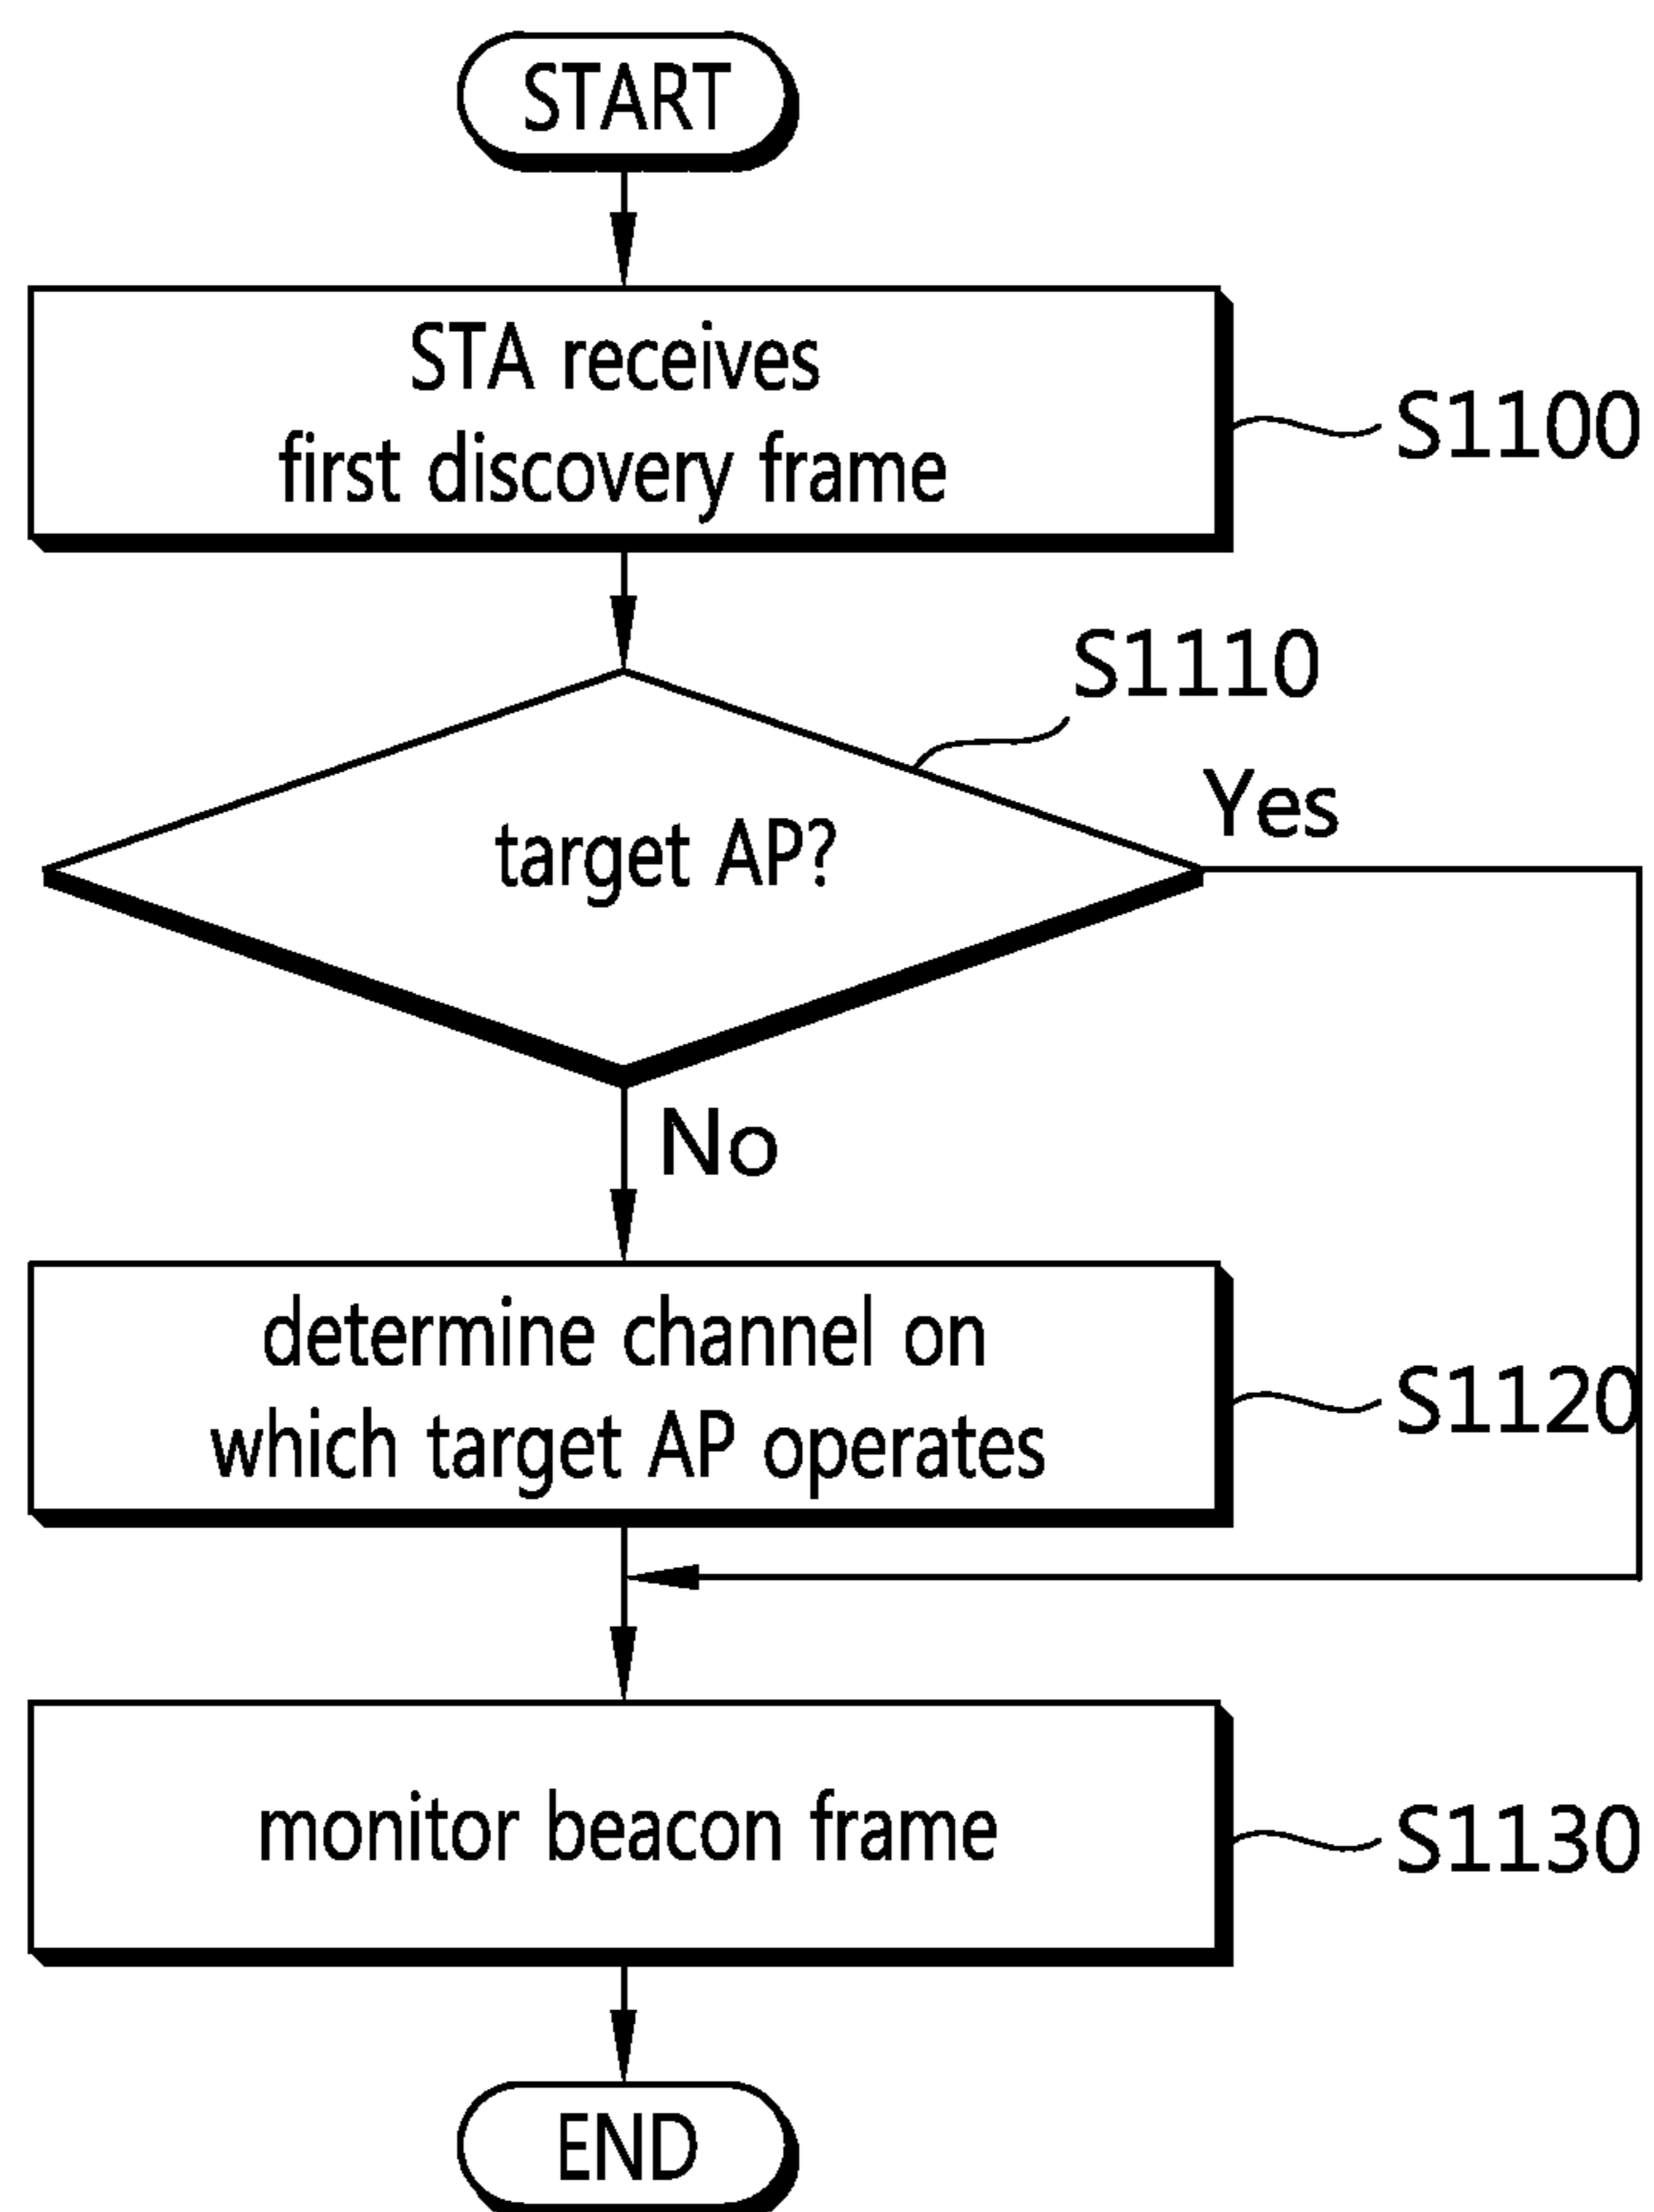 START
STA receives
first discovery frame
S1100
S1110
target AP?
Yes
No
determine channel on
which target AP operates
S1120
monitor beacon frame
S1130
END